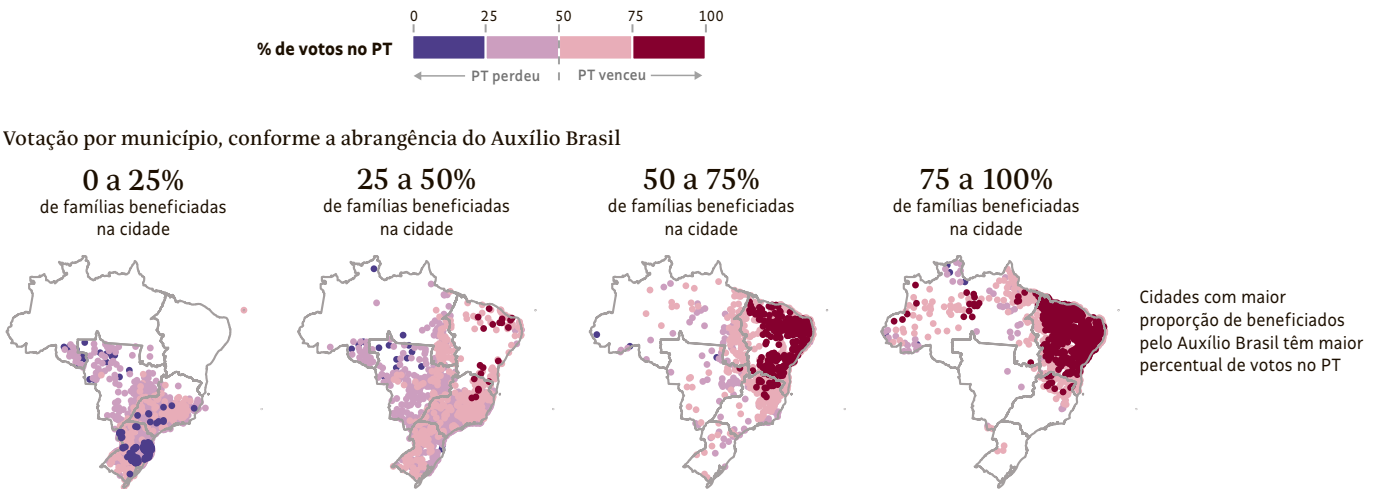 0 25 50 75 100
% de votos no PT
PT perdeu PT venceu
Votação por município, conforme a abrangência do Auxílio Brasil
0 a 25%
de famílias beneficiadas
na cidade
25 a 50%
de famílias beneficiadas
na cidade
50 a 75%
de famílias beneficiadas
na cidade
75 a 100%
de famílias beneficiadas
na cidade
Cidades com maior
proporção de beneficiados
pelo Auxílio Brasil têm maior
percentual de votos no PT